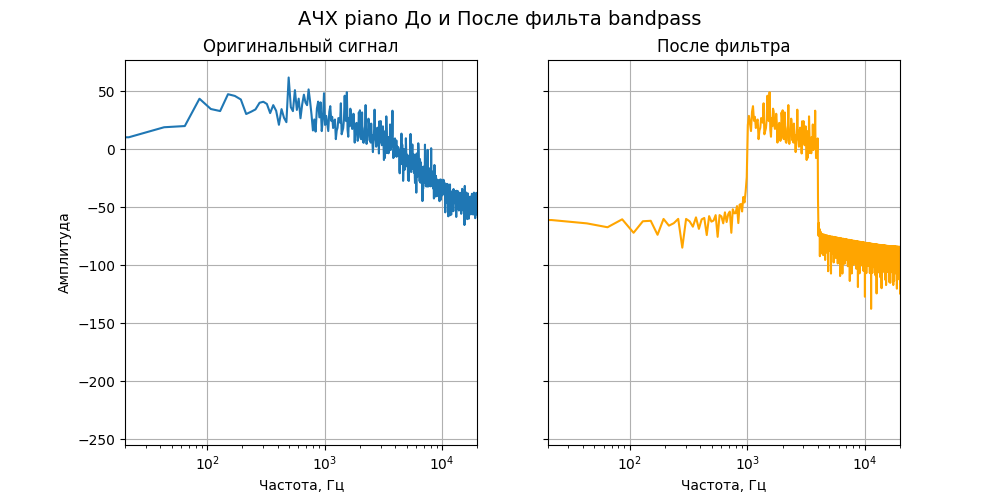 АЧХ piano До и После фильта bandpass
Оригинальный сигнал
После фильтра
Амплитуда
50
0
−50
−100
−150
−200
−250
10²
10³
10⁴
Частота, Гц
10²
10³
10⁴
Частота, Гц